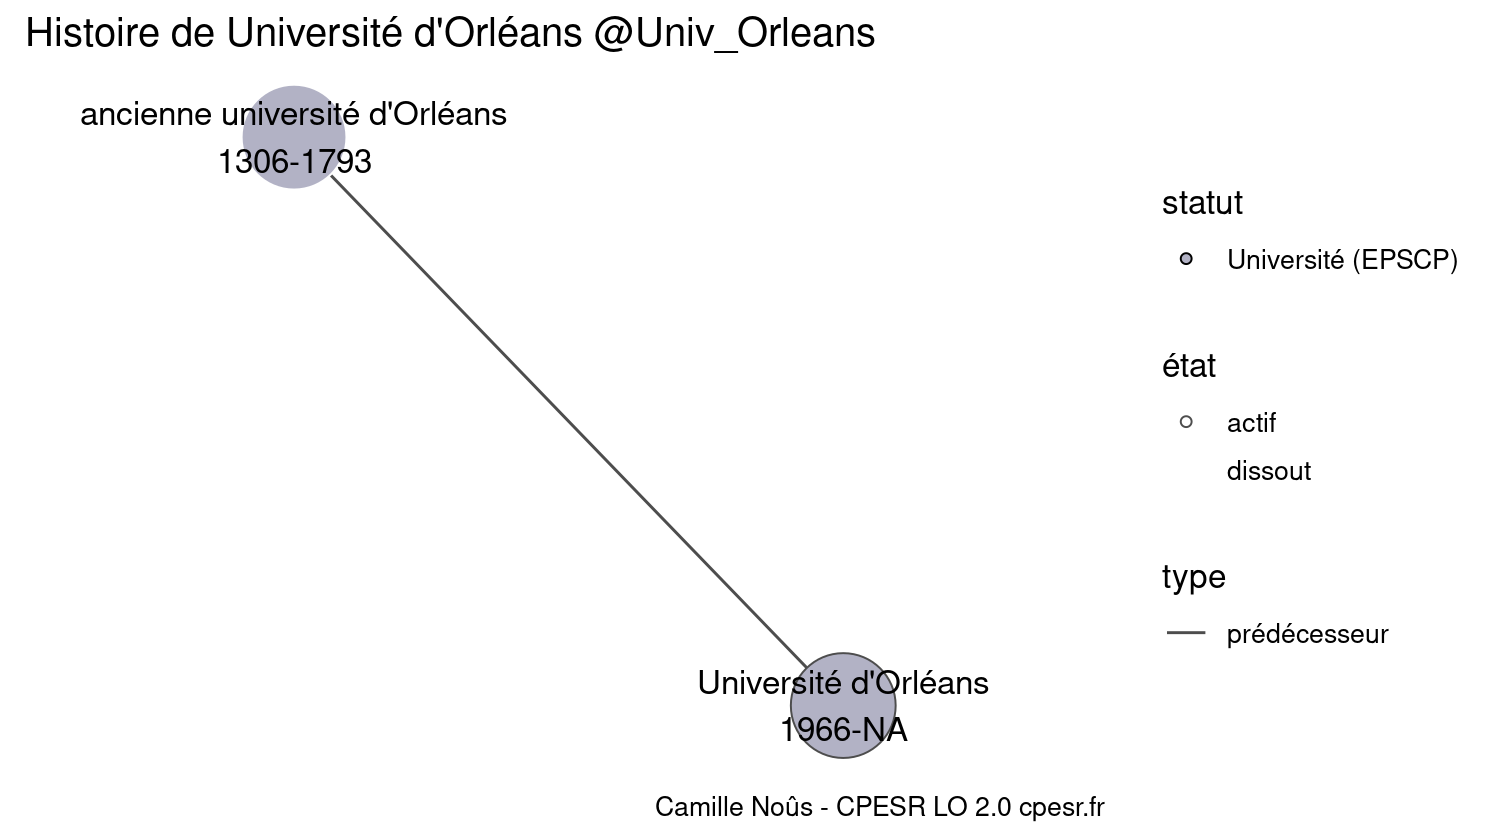 Histoire de Université d'Orléans @Univ_Orleans
ancienne université d'Orléans
1306-1793
statut
Université (EPSCP)
état
actif
dissout
type
prédécesseur
Université d'Orléans
1966-NA
Camille Noûs - CPESR LO 2.0 cpesr.fr